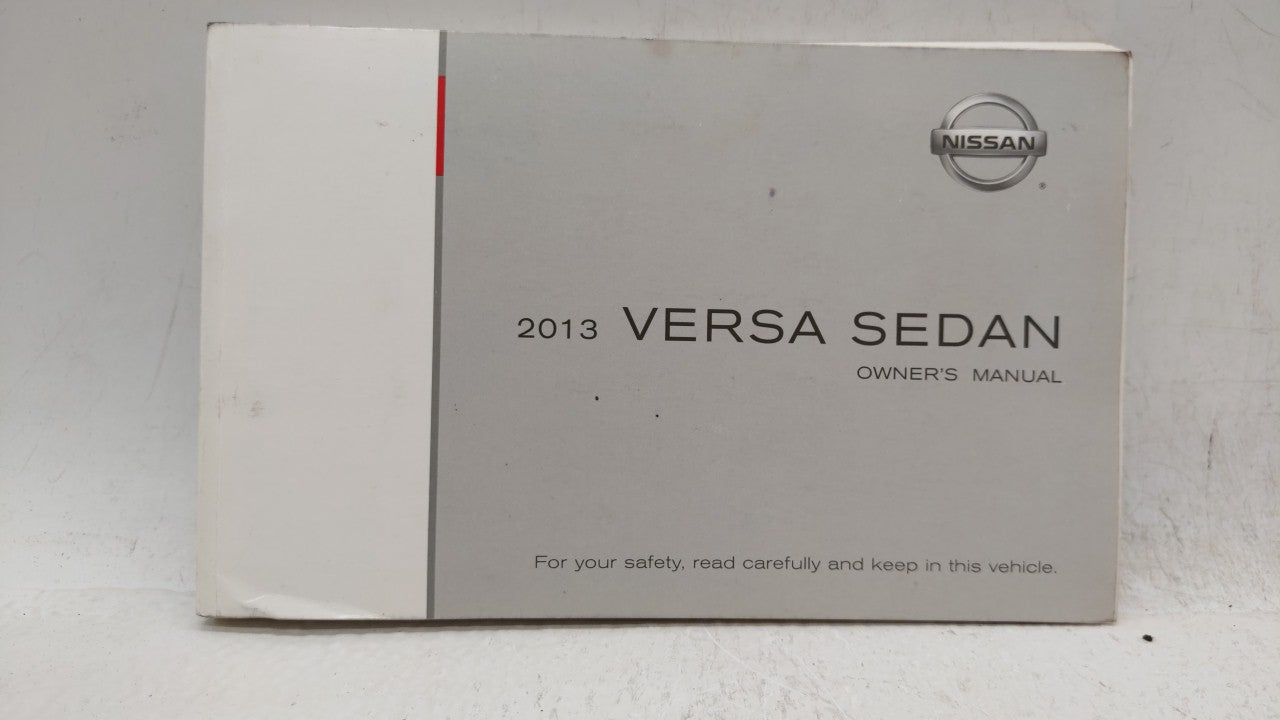 NISSAN
®
2013 VERSA SEDAN
OWNER'S MANUAL
For your safety, read carefully and keep in this vehicle.